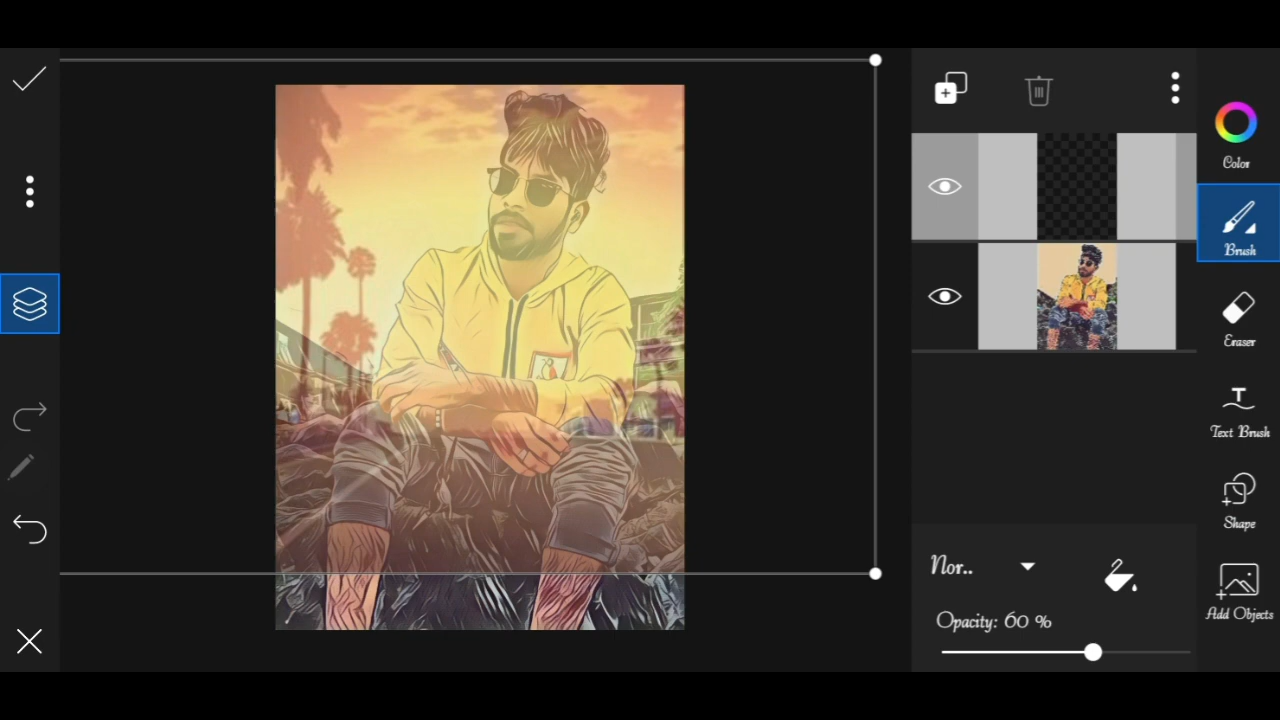 Color
Brush
Eraser
T
Text Brush
Shape
Add Objects
Nor..
Opacity: 60 %